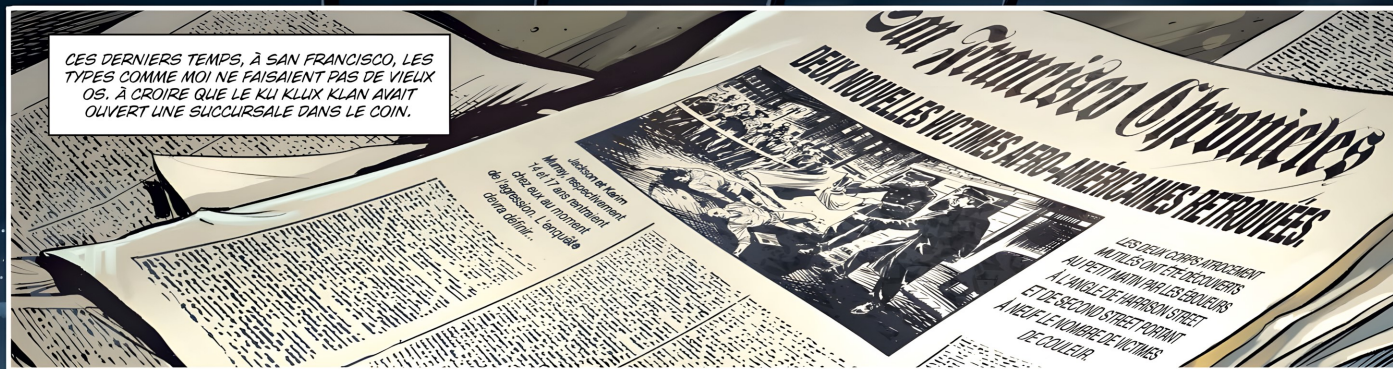 CES DERNIERS TEMPS, À SAN FRANCISCO, LES
TYPES COMME MOI NE FAISAIENT PAS DE VIEUX
OS. À CROIRE QUE LE KU KLUX KLAN AVAIT
OUVERT UNE SUCCURSALE DANS LE COIN.
San Francisco Chronicles
DEUX NOUVELLES VICTIMES AFRO-AMÉRICAINES RETROUVÉES.
Jackson et Karim
Mvray, respectivement
14 et 17 ans rentraient
chez eux au moment
de l'agression. L'enquête
devra définir...
LES DEUX CORPS ATROCEMENT
MUTILÉS ONT ÉTÉ DÉCOUVERTS
AU PETIT MATIN PAR LES ÉBOUEURS
À L'ANGLE DE HARRISON STREET
ET DE SECOND STREET PORTANT
À NEUF LE NOMBRE DE VICTIMES
DE COULEUR.